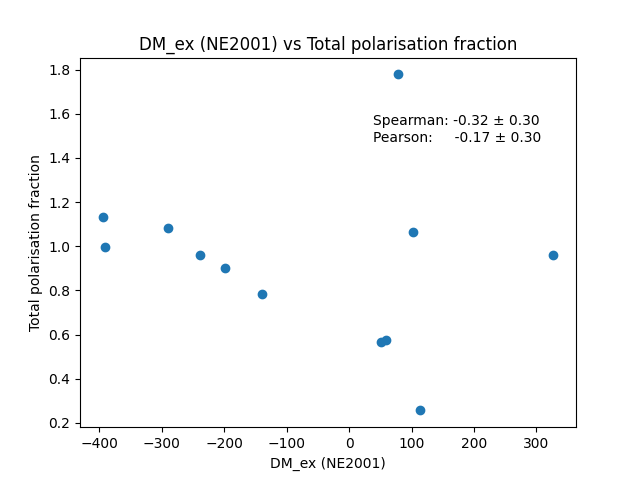 DM_ex (NE2001) vs Total polarisation fraction
1.8
1.6
1.4
1.2
1.0
0.8
0.6
0.4
0.2
Total polarisation fraction
Spearman: -0.32 ± 0.30
Pearson: -0.17 ± 0.30
−400 −300 −200 −100 0 100 200 300
DM_ex (NE2001)